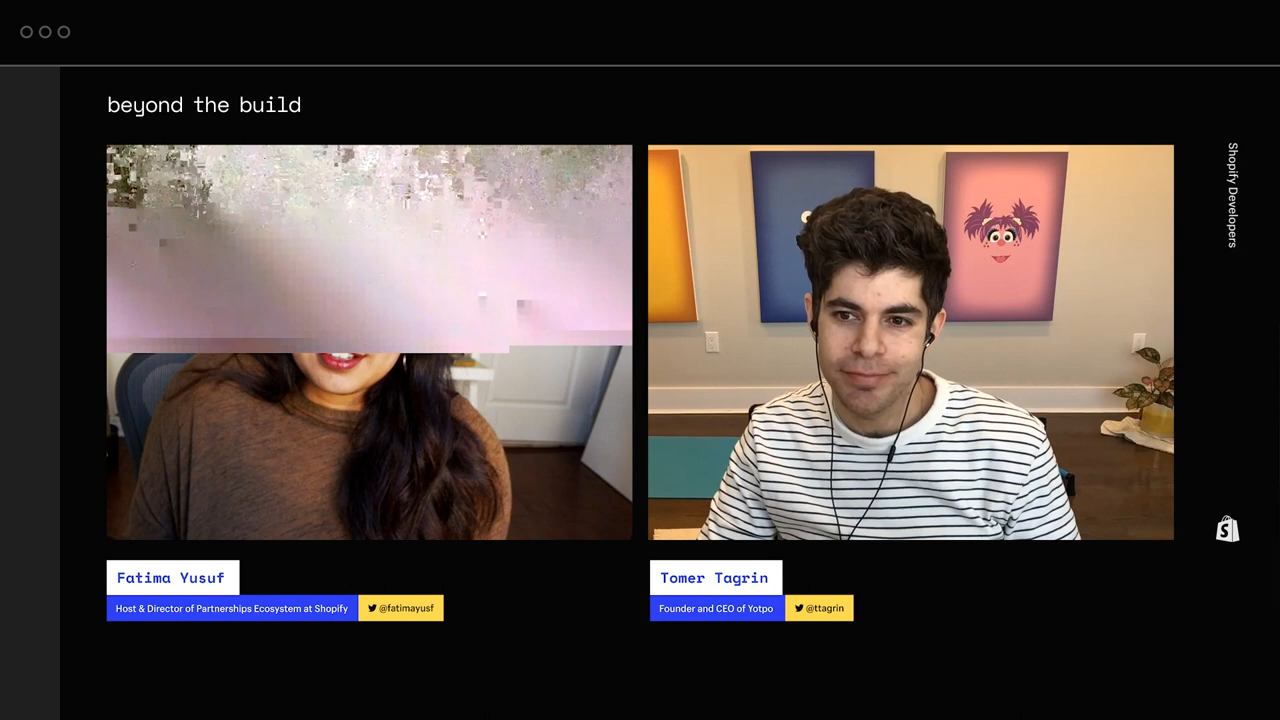 beyond the build
Shopify Developers
Fatima Yusuf
Host & Director of Partnerships Ecosystem at Shopify
@fatimayusf
Tomer Tagrin
Founder and CEO of Yotpo
@ttagrin